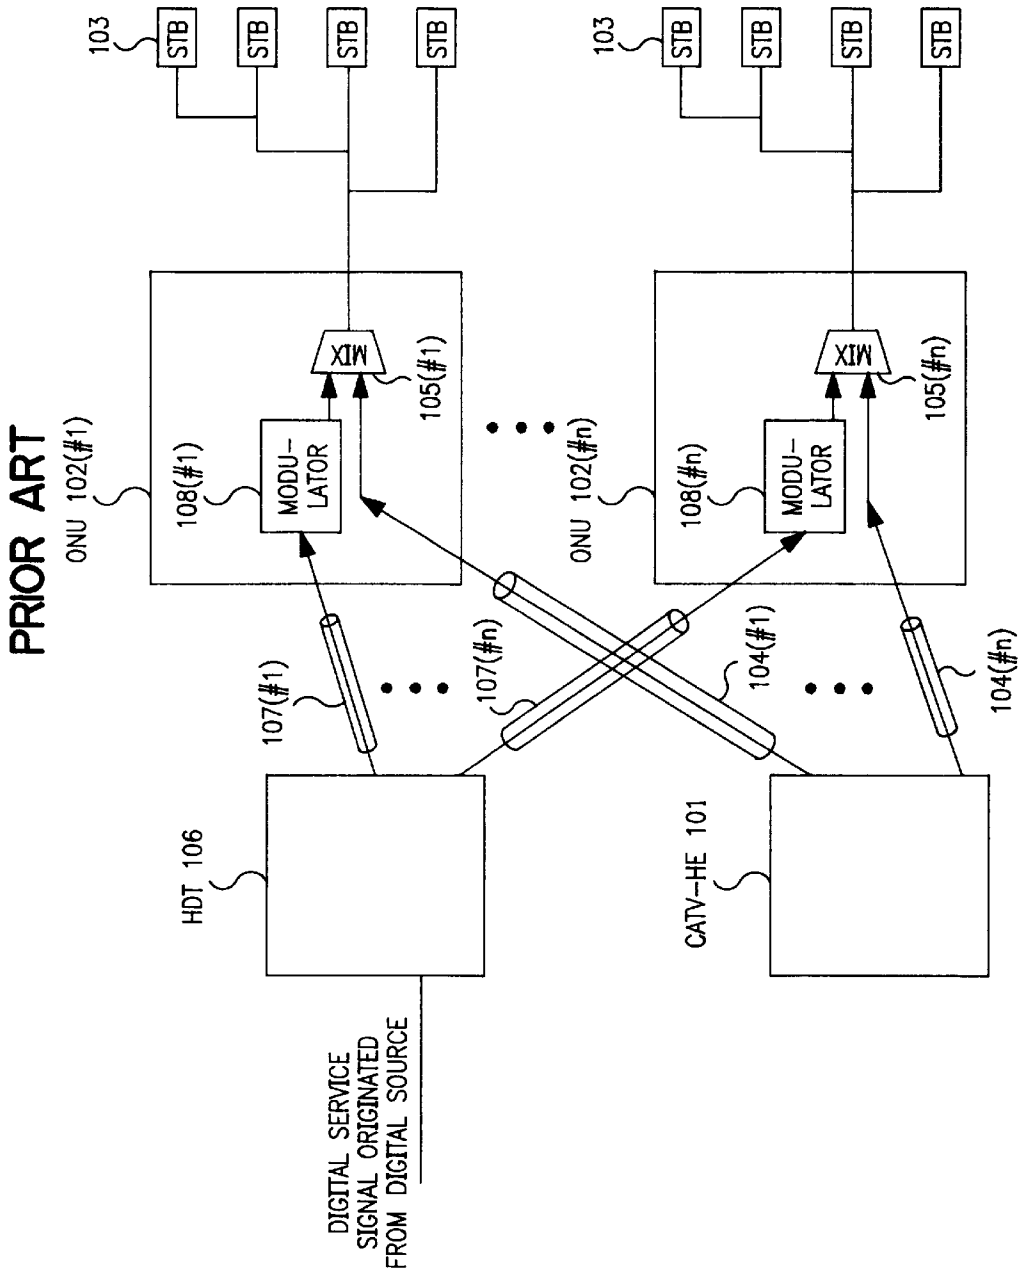 PRIOR ART
DIGITAL SERVICE
SIGNAL ORIGINATED
FROM DIGITAL SOURCE
HDT 106
107(#1)
107(#n)
ONU 102(#1)
108(#1)
MODU-
LATOR
MIX
105(#1)
103
STB
STB
STB
STB
CATV-HE 101
104(#1)
104(#n)
ONU 102(#n)
108(#n)
MODU-
LATOR
MIX
105(#n)
103
STB
STB
STB
STB